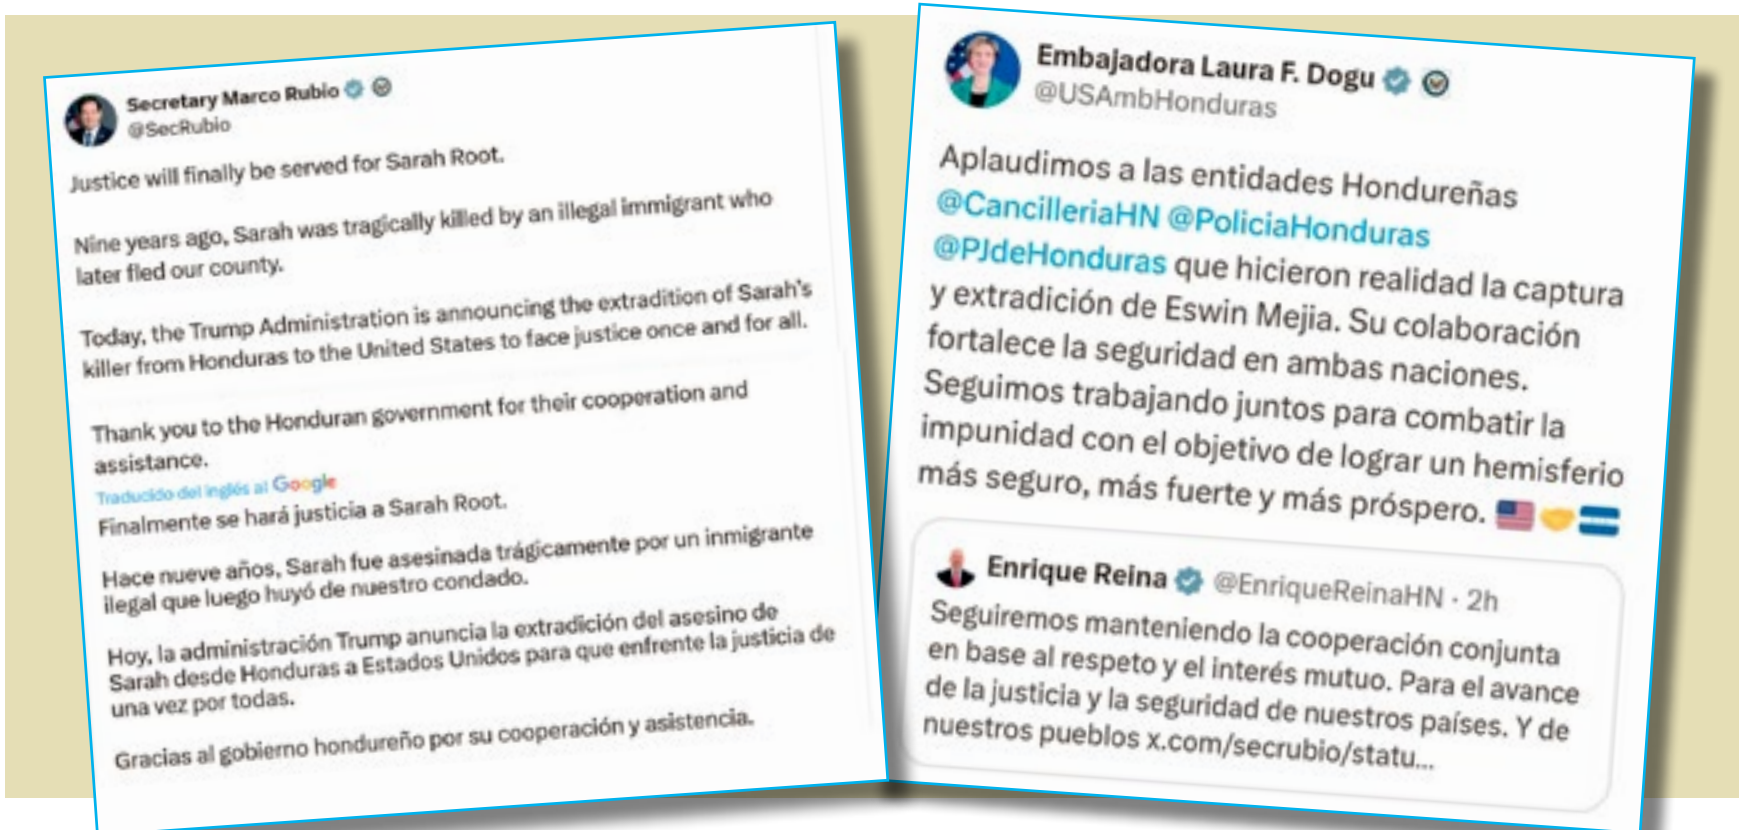 Secretary Marco Rubio
@SecRubio
Justice will finally be served for Sarah Root.
Nine years ago, Sarah was tragically killed by an illegal immigrant who
later fled our county.
Today, the Trump Administration is announcing the extradition of Sarah's
killer from Honduras to the United States to face justice once and for all.
Thank you to the Honduran government for their cooperation and
assistance.
Traducido del inglés al Google
Finalmente se hará justicia a Sarah Root.
Hace nueve años, Sarah fue asesinada trágicamente por un inmigrante
ilegal que luego huyó de nuestro condado.
Hoy, la administración Trump anuncia la extradición del asesino de
Sarah desde Honduras a Estados Unidos para que enfrente la justicia de
una vez por todas.
Gracias al gobierno hondureño por su cooperación y asistencia.
Embajadora Laura F. Dogu
@USAmbHonduras
Aplaudimos a las entidades Hondureñas
@CancilleriaHN @PoliciaHonduras
@PJdeHonduras que hicieron realidad la captura
y extradición de Eswin Mejia. Su colaboración
fortalece la seguridad en ambas naciones.
Seguimos trabajando juntos para combatir la
impunidad con el objetivo de lograr un hemisferio
más seguro, más fuerte y más próspero.
Enrique Reina @EnriqueReinaHN · 2h
Seguiremos manteniendo la cooperación conjunta
en base al respeto y el interés mutuo. Para el avance
de la justicia y la seguridad de nuestros países. Y de
nuestros pueblos x.com/secrubio/statu...